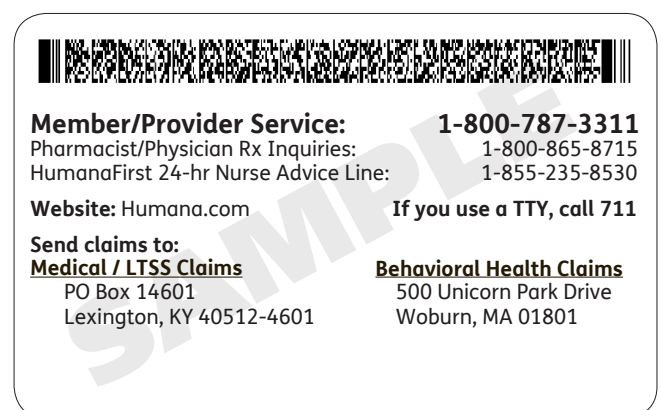 Member/Provider Service: 1-800-787-3311
Pharmacist/Physician Rx Inquiries: 1-800-865-8715
HumanaFirst 24-hr Nurse Advice Line: 1-855-235-8530
Website: Humana.com If you use a TTY, call 711
Send claims to:
Medical / LTSS Claims Behavioral Health Claims
PO Box 14601 500 Unicorn Park Drive
Lexington, KY 40512-4601 Woburn, MA 01801
SAMPLE